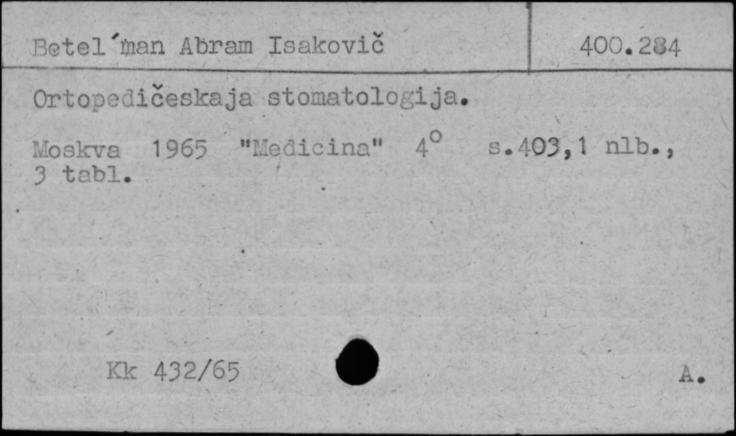 Betel´man Abram Isakovič 400.284
Ortopedičeskaja stomatologija.
Moskva 1965 "Medicina" 4° s.403,1 nlb.,
3 tabl.
Kk 432/65 A.